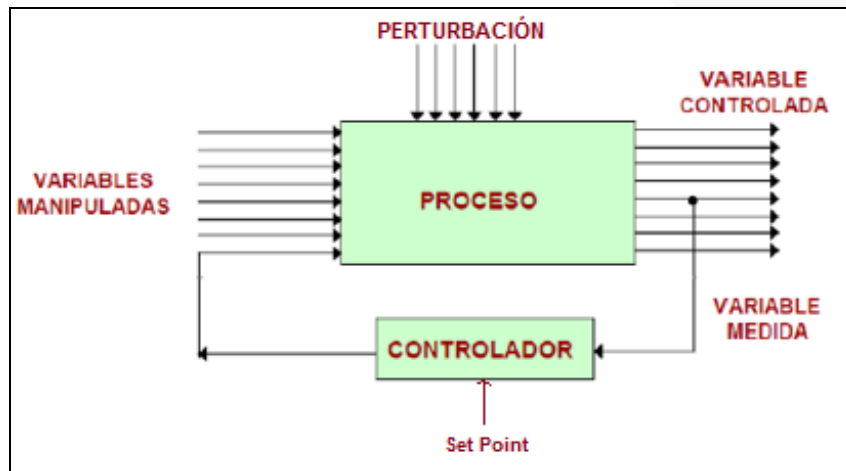 PERTURBACIÓN
VARIABLE
CONTROLADA
VARIABLES
MANIPULADAS
PROCESO
VARIABLE
MEDIDA
CONTROLADOR
Set Point